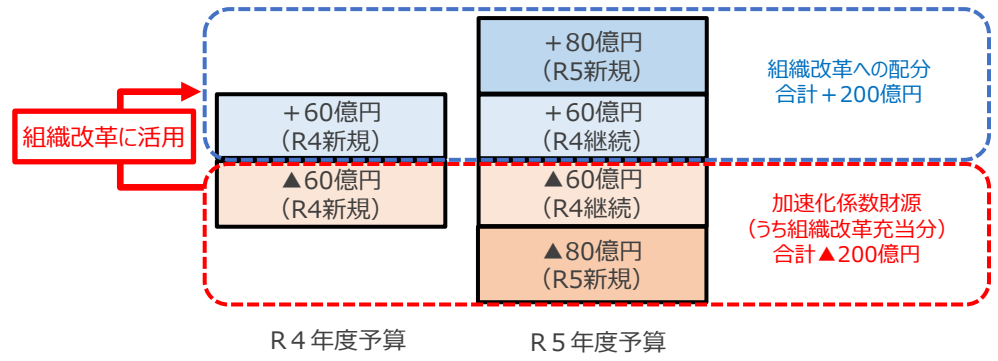 +80億円
(R5新規)
組織改革への配分
合計+200億円
+60億円
(R4新規)
+60億円
(R4継続)
組織改革に活用
▲60億円
(R4新規)
▲60億円
(R4継続)
加速化係数財源
(うち組織改革充当分)
合計▲200億円
▲80億円
(R5新規)
R4年度予算
R5年度予算